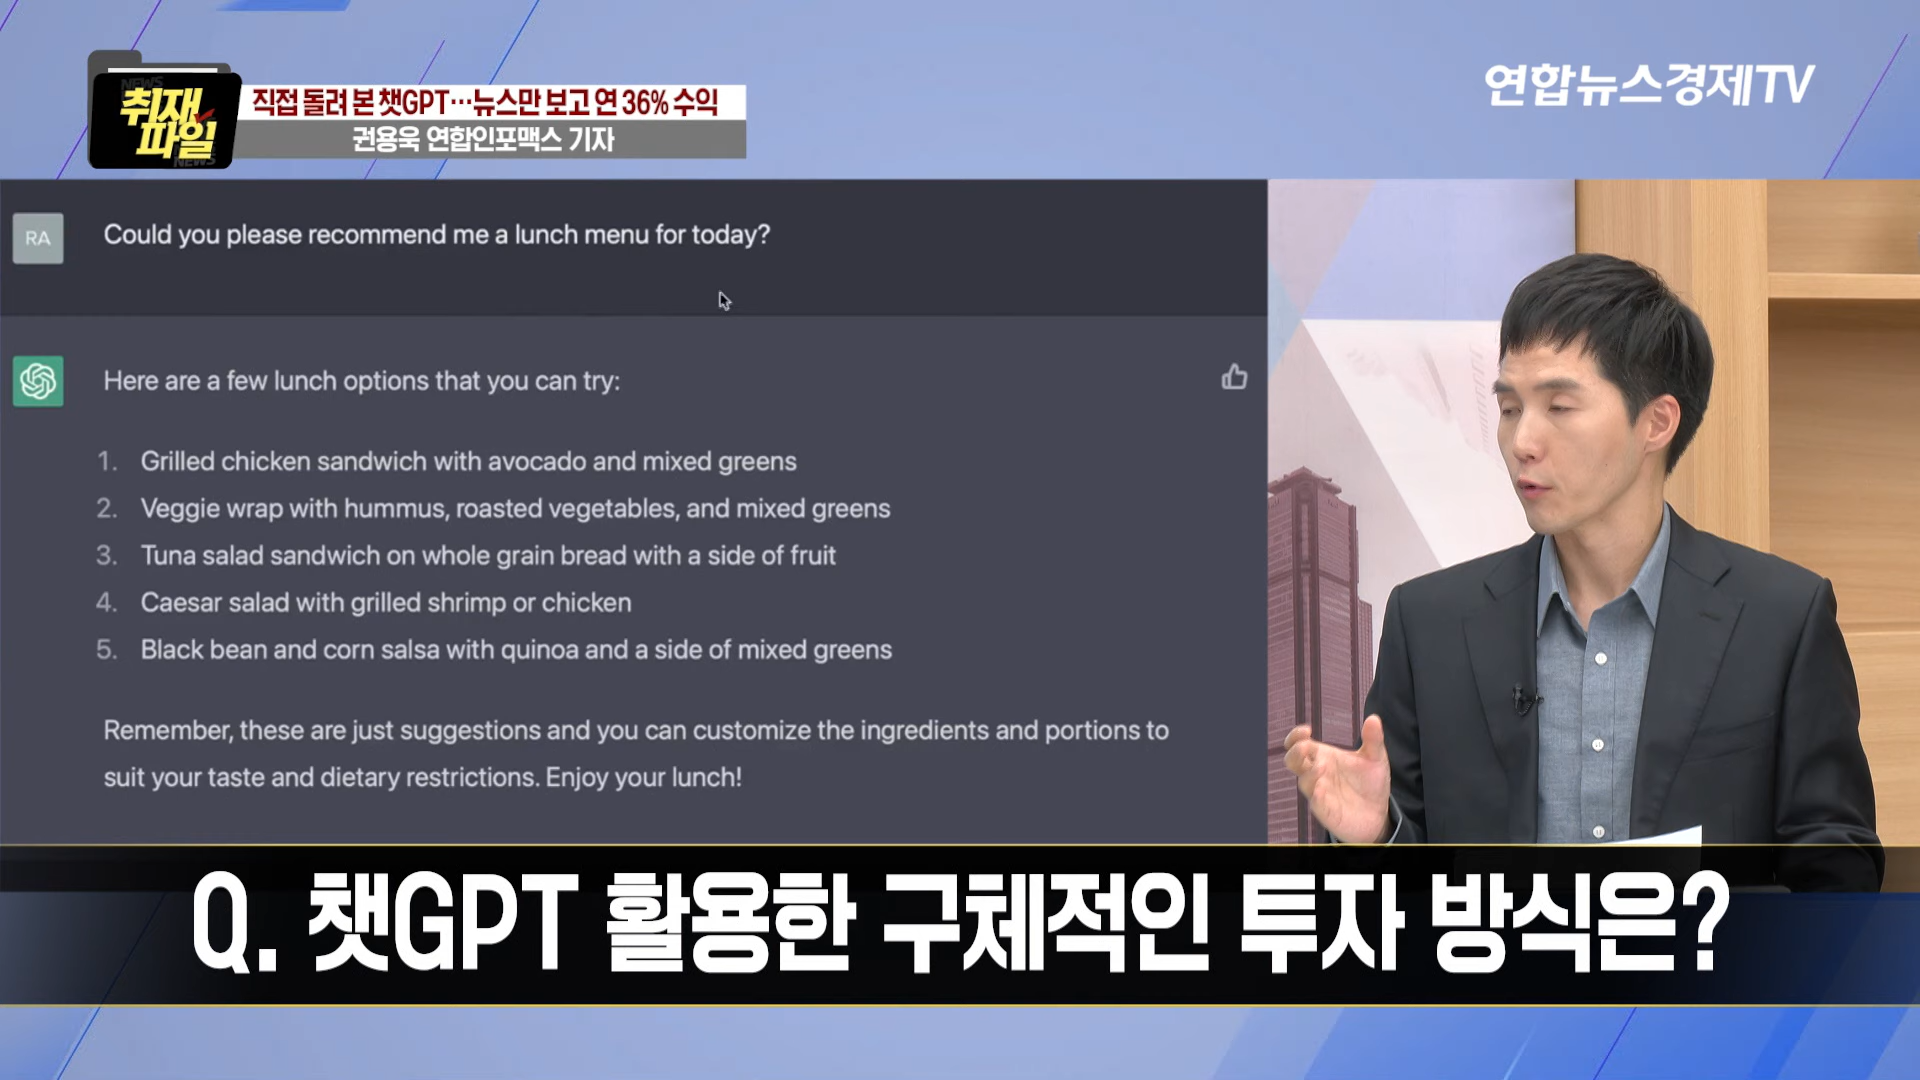 NEWS
취재
파일
NEWS
직접 돌려 본 챗GPT…뉴스만 보고 연 36% 수익
권용욱 연합인포맥스 기자
연합뉴스경제TV
RA
Could you please recommend me a lunch menu for today?
Here are a few lunch options that you can try:
1. Grilled chicken sandwich with avocado and mixed greens
2. Veggie wrap with hummus, roasted vegetables, and mixed greens
3. Tuna salad sandwich on whole grain bread with a side of fruit
4. Caesar salad with grilled shrimp or chicken
5. Black bean and corn salsa with quinoa and a side of mixed greens
Remember, these are just suggestions and you can customize the ingredients and portions to
suit your taste and dietary restrictions. Enjoy your lunch!
Q. 챗GPT 활용한 구체적인 투자 방식은?